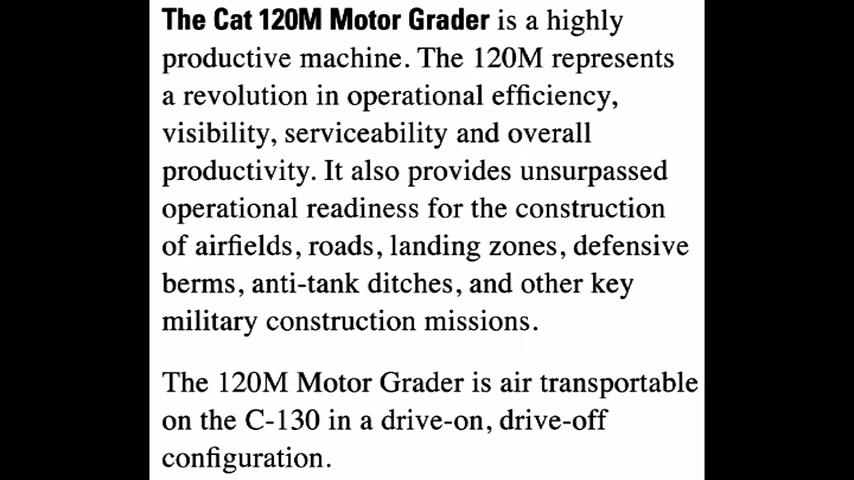 The Cat 120M Motor Grader is a highly
productive machine. The 120M represents
a revolution in operational efficiency,
visibility, serviceability and overall
productivity. It also provides unsurpassed
operational readiness for the construction
of airfields, roads, landing zones, defensive
berms, anti-tank ditches, and other key
military construction missions.
The 120M Motor Grader is air transportable
on the C-130 in a drive-on, drive-off
configuration.